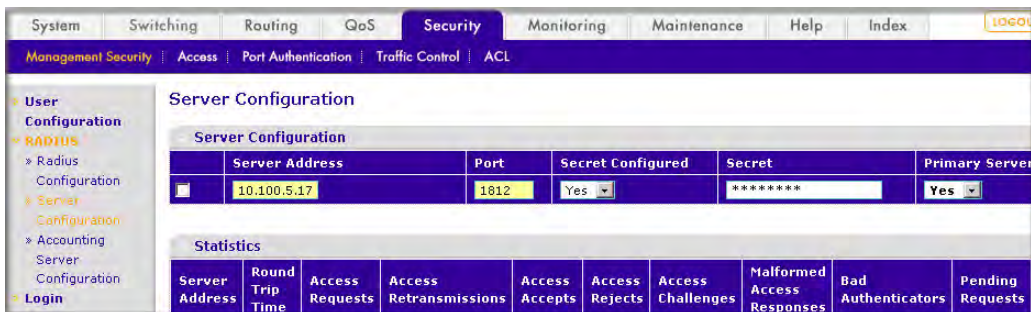 System Switching Routing QoS Security Monitoring Maintenance Help Index
Management Security Access Port Authentication Traffic Control ACL
User
Configuration
RADIUS
» Radius
Configuration
» Server
Configuration
» Accounting
Server
Configuration
Login
Server Configuration
Server Configuration
Server Address Port Secret Configured Secret Primary Server
10.100.5.17 1812 Yes ******** Yes
Statistics
Server
Address
Round
Trip
Time
Access
Requests
Access
Retransmissions
Access
Accepts
Access
Rejects
Access
Challenges
Malformed
Access
Responses
Bad
Authenticators
Pending
Requests